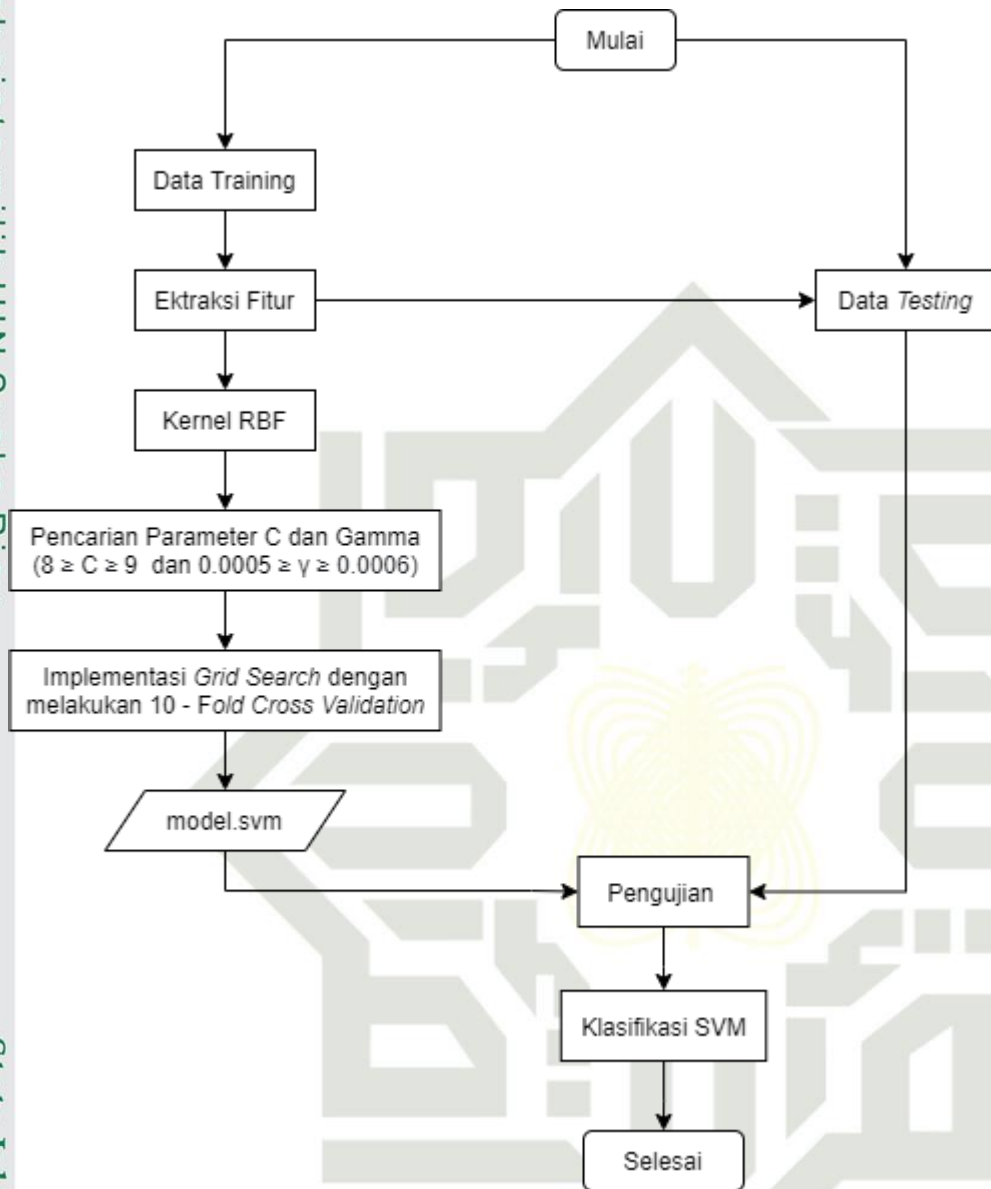 Mulai
Data Training
Ektraksi Fitur
Data Testing
Kernel RBF
Pencarian Parameter C dan Gamma
(8 ≥ C ≥ 9 dan 0.0005 ≥ γ ≥ 0.0006)
Implementasi Grid Search dengan
melakukan 10 - Fold Cross Validation
model.svm
Pengujian
Klasifikasi SVM
Selesai